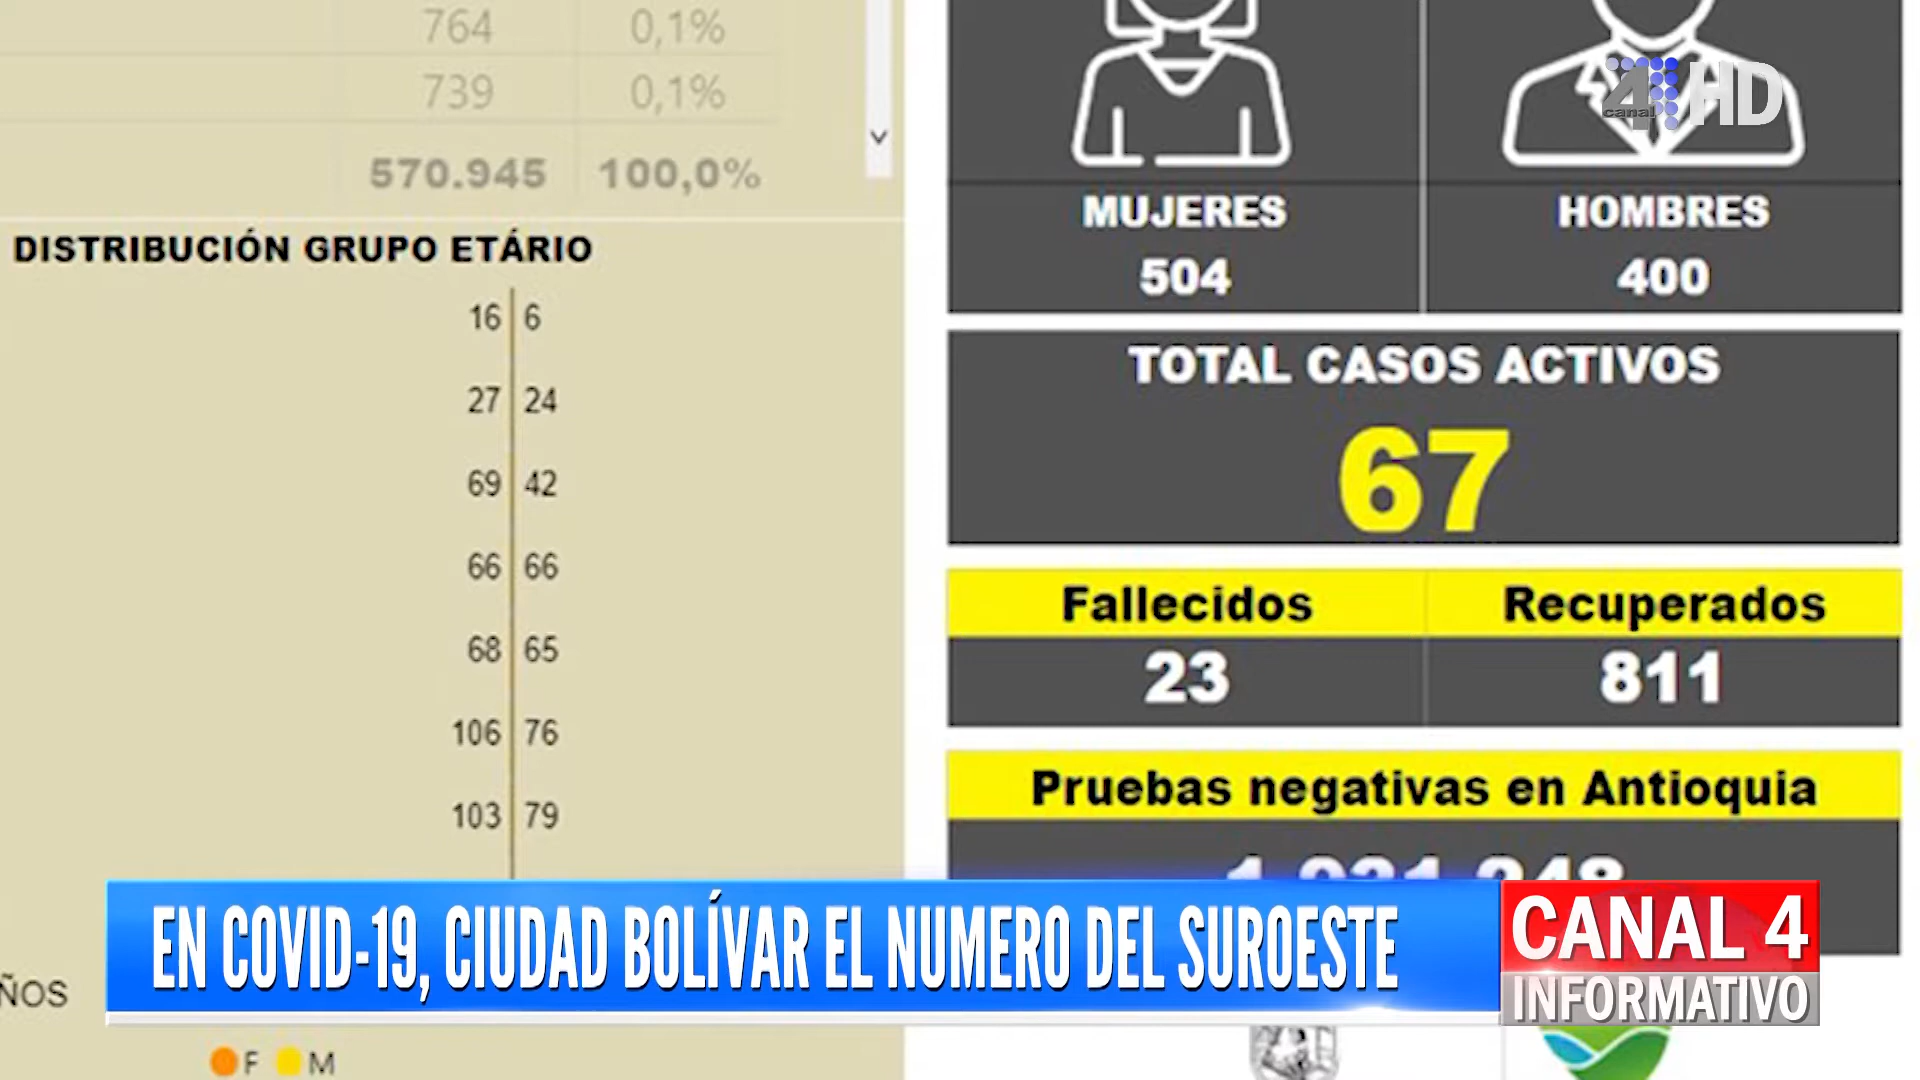 764 0,1%
739 0,1%
570.945 100,0%
DISTRIBUCIÓN GRUPO ETÁRIO
16 6
27 24
69 42
66 66
68 65
106 76
103 79
ÑOS
F M
canal 4 HD
MUJERES HOMBRES
504 400
TOTAL CASOS ACTIVOS
67
Fallecidos Recuperados
23 811
Pruebas negativas en Antioquia
EN COVID-19, CIUDAD BOLÍVAR EL NUMERO DEL SUROESTE
CANAL 4
INFORMATIVO